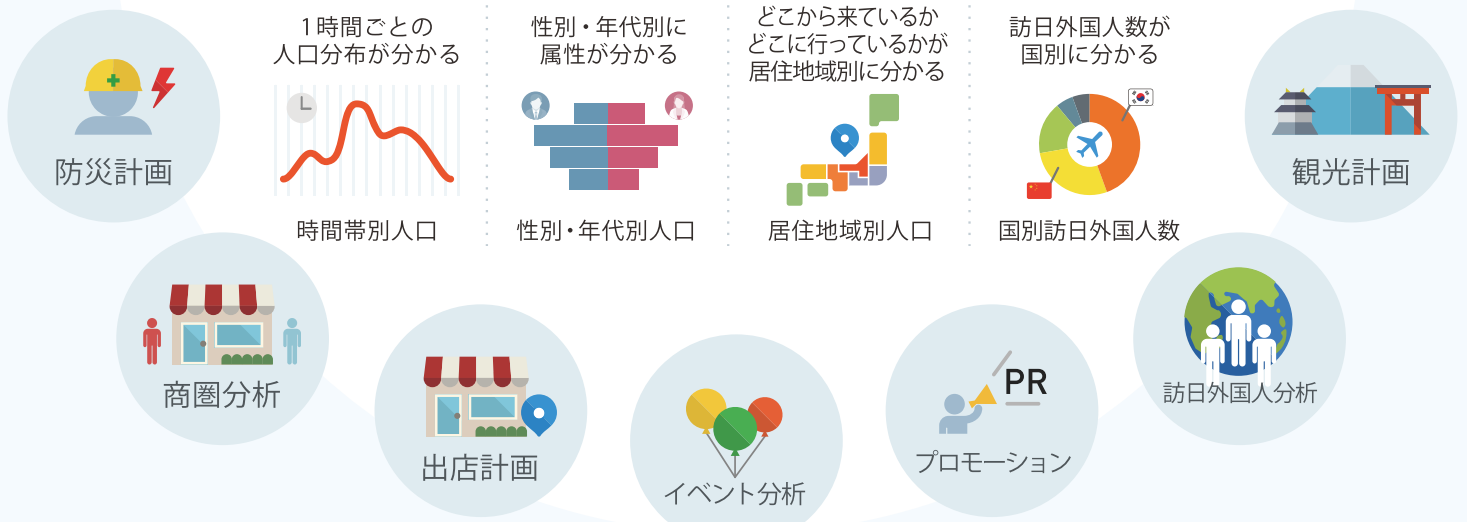 1時間ごとの
人口分布が分かる
時間帯別人口
性別・年代別に
属性が分かる
性別・年代別人口
どこから来ているか
どこに行っているかが
居住地域別に分かる
居住地域別人口
訪日外国人数が
国別に分かる
国別訪日外国人数
防災計画
商圏分析
出店計画
イベント分析
PR
プロモーション
訪日外国人分析
観光計画